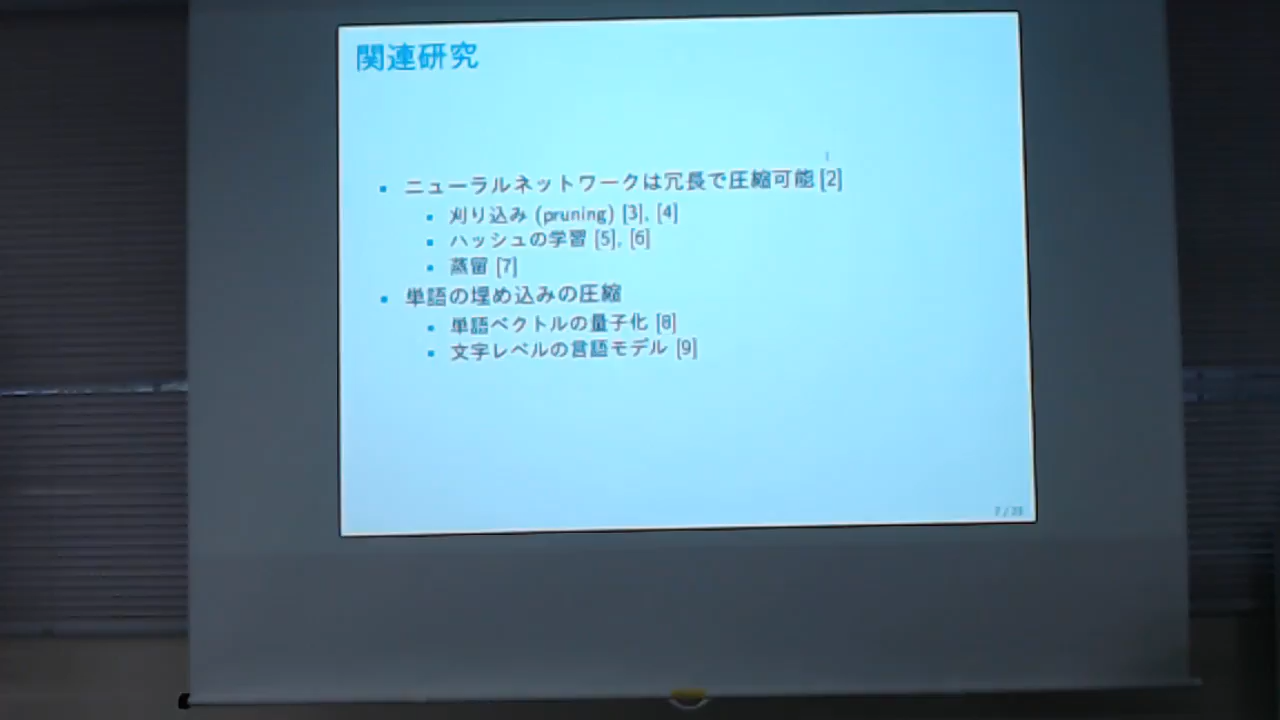 関連研究
ニューラルネットワークは冗長で圧縮可能 [2]
刈り込み (pruning) [3], [4]
ハッシュの学習 [5], [6]
蒸留 [7]
単語の埋め込みの圧縮
単語ベクトルの量子化 [8]
文字レベルの言語モデル [9]